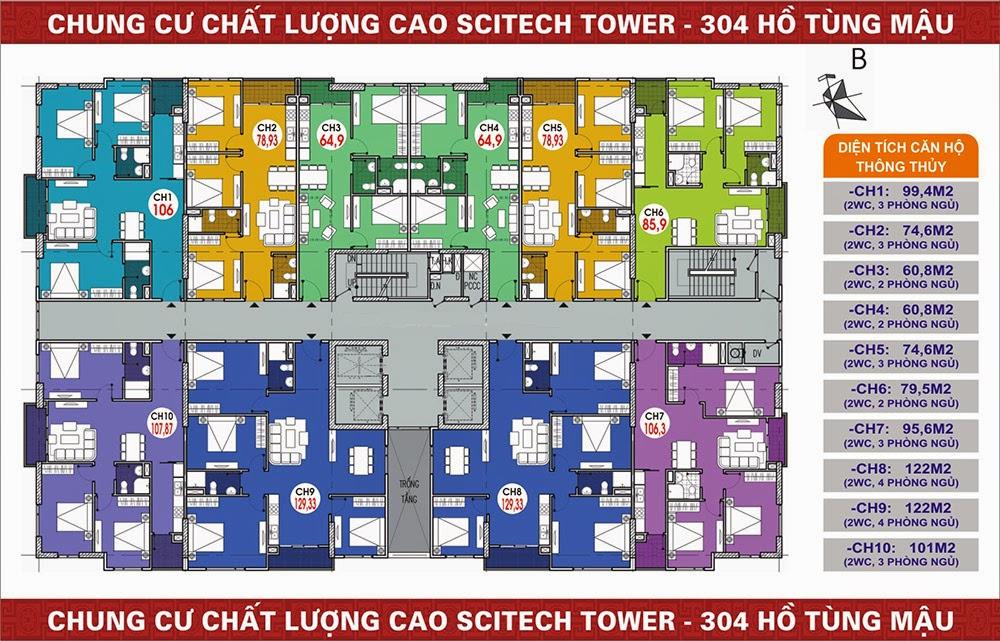 CHUNG CƯ CHẤT LƯỢNG CAO SCITECH TOWER - 304 HỒ TÙNG MẬU
B
DIỆN TÍCH CĂN HỘ
THÔNG THỦY
-CH1: 99,4M2
(2WC, 3 PHÒNG NGỦ)
-CH2: 74,6M2
(2WC, 3 PHÒNG NGỦ)
-CH3: 60,8M2
(2WC, 2 PHÒNG NGỦ)
-CH4: 60,8M2
(2WC, 2 PHÒNG NGỦ)
-CH5: 74,6M2
(2WC, 3 PHÒNG NGỦ)
-CH6: 79,5M2
(2WC, 2 PHÒNG NGỦ)
-CH7: 95,6M2
(2WC, 3 PHÒNG NGỦ)
-CH8: 122M2
(2WC, 4 PHÒNG NGỦ)
-CH9: 122M2
(2WC, 4 PHÒNG NGỦ)
-CH10: 101M2
(2WC, 3 PHÒNG NGỦ)
CH1
106
CH2
78,93
CH3
64,9
CH4
64,9
CH5
78,93
CH6
85,9
DN
UP
Đ.N
NC
PCCC
DV
CH10
107,87
CH9
129,33
TRỐNG
TẦNG
CH8
129,33
CH7
106,3
CHUNG CƯ CHẤT LƯỢNG CAO SCITECH TOWER - 304 HỒ TÙNG MẬU